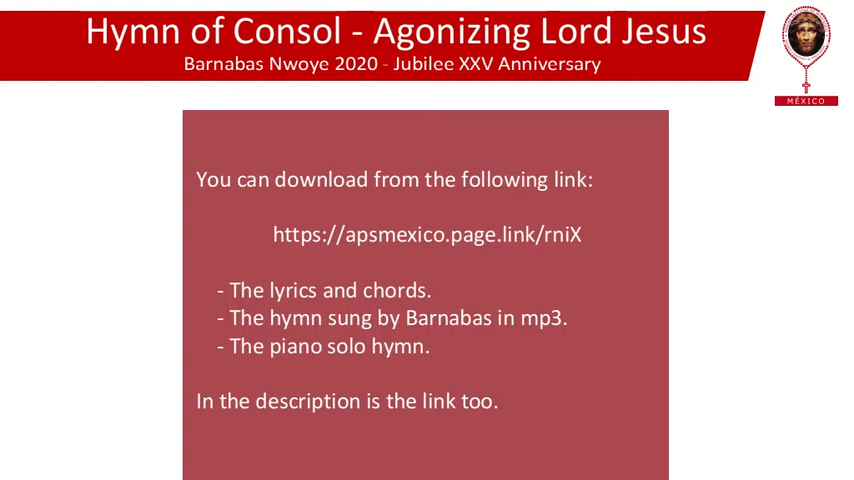 Hymn of Consol - Agonizing Lord Jesus
Barnabas Nwoye 2020 - Jubilee XXV Anniversary
MÉXICO
You can download from the following link:
https://apsmexico.page.link/rniX
- The lyrics and chords.
- The hymn sung by Barnabas in mp3.
- The piano solo hymn.
In the description is the link too.